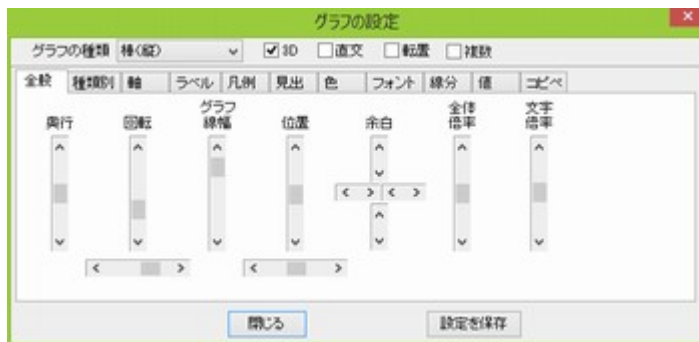 グラフの設定
グラフの種類 棒(縦) 3D 直交 転置 複数
全般 種類別 軸 ラベル 凡例 見出 色 フォント 線分 値 コピペ
奥行 回転 グラフ線幅 位置 余白 全体倍率 文字倍率
閉じる 設定を保存